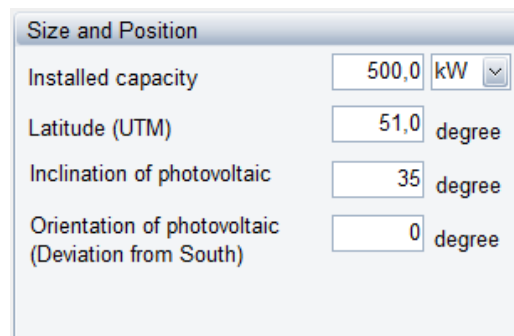 Size and Position
Installed capacity 500,0 kW
Latitude (UTM) 51,0 degree
Inclination of photovoltaic 35 degree
Orientation of photovoltaic
(Deviation from South) 0 degree